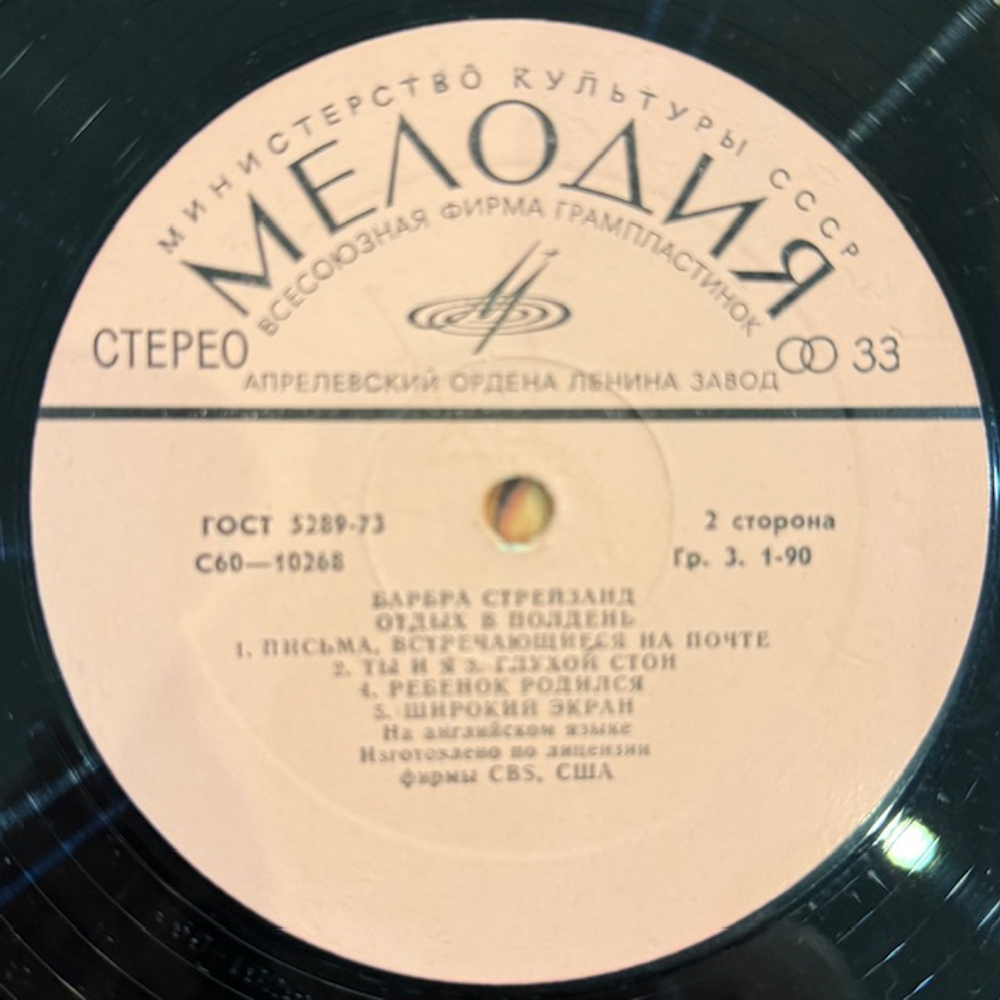 МИНИСТЕРСТВО КУЛЬТУРЫ СССР
МЕЛОДИЯ
ВСЕСОЮЗНАЯ ФИРМА ГРАМПЛАСТИНОК
СТЕРЕО
33
АПРЕЛЕВСКИЙ ОРДЕНА ЛЕНИНА ЗАВОД
ГОСТ 5289-73
2 сторона
С60—10268
Гр. 3. 1-90
БАРБРА СТРЕЙЗАНД
ОТДЫХ В ПОЛДЕНЬ
1. ПИСЬМА, ВСТРЕЧАЮЩИЕСЯ НА ПОЧТЕ
2. ТЫ И Я 3. ГЛУХОЙ СТОН
4. РЕБЕНОК РОДИЛСЯ
5. ШИРОКИЙ ЭКРАН
На английском языке
Изготовлено по лицензии
фирмы CBS, США